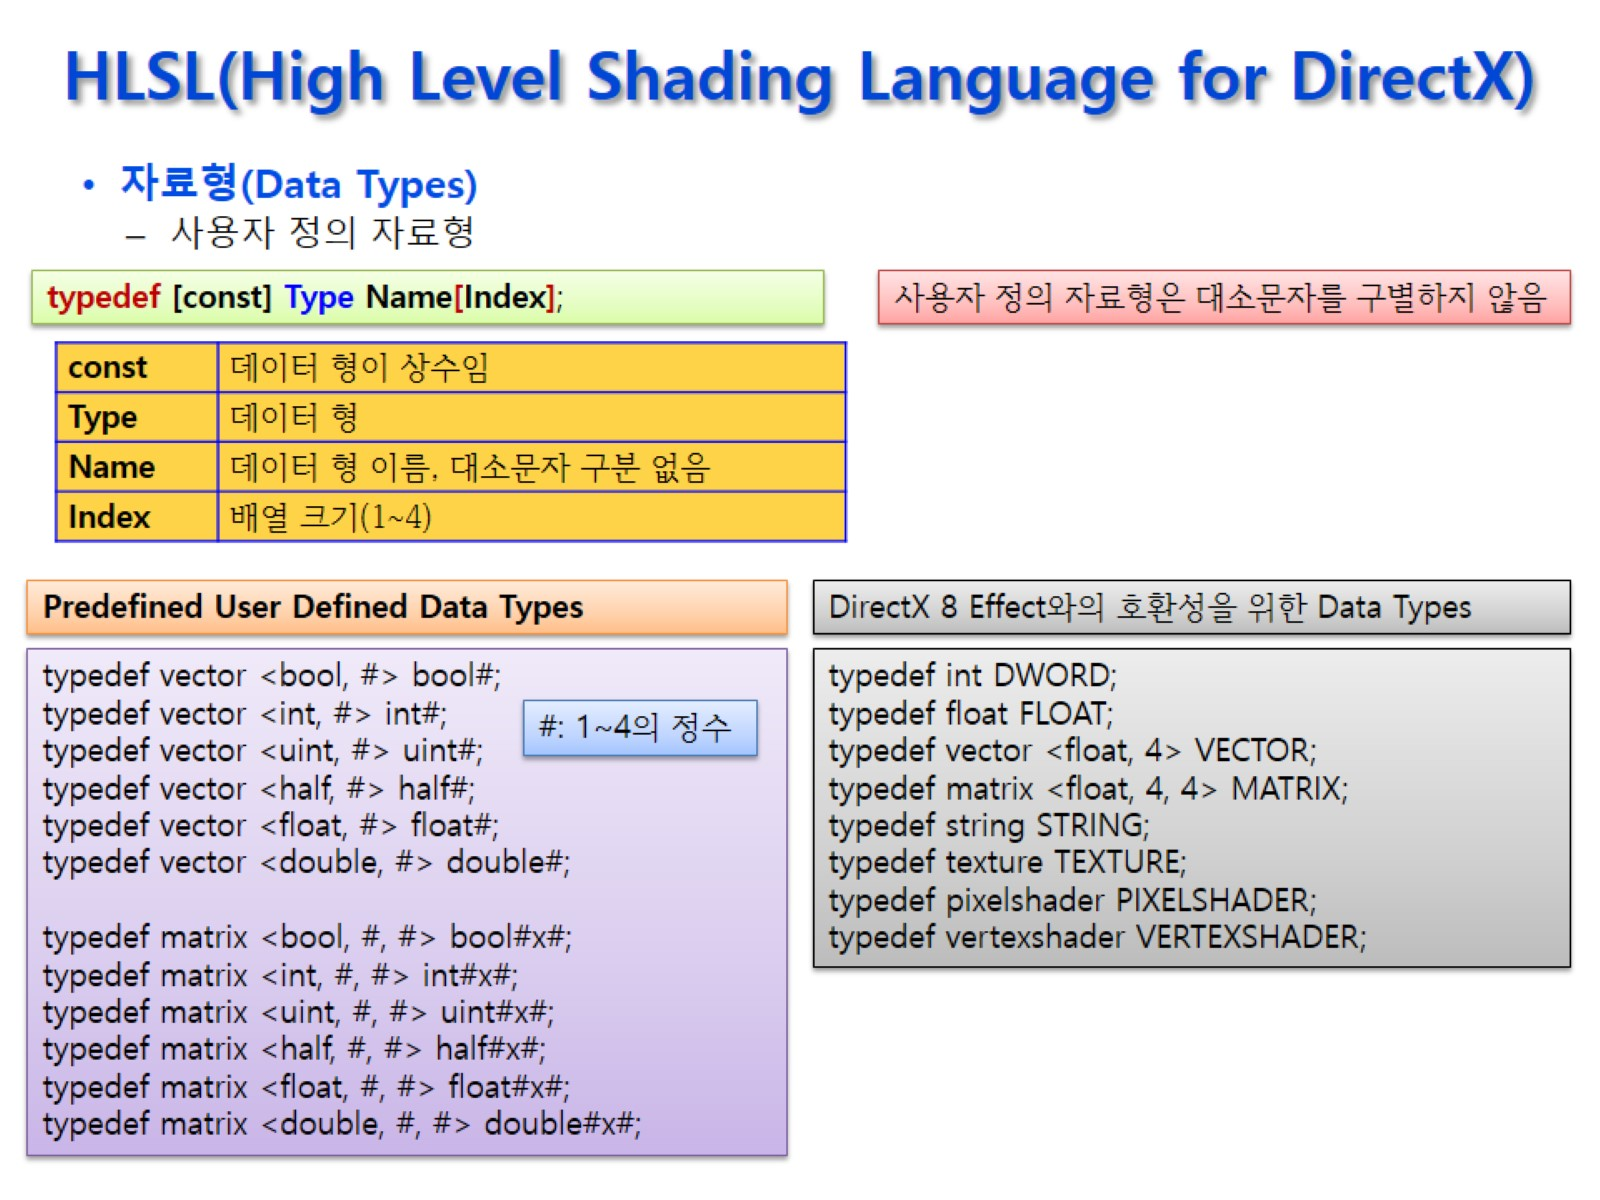 HLSL(High Level Shading Language for DirectX)
• 자료형(Data Types)
– 사용자 정의 자료형
typedef [const] Type Name[Index];
사용자 정의 자료형은 대소문자를 구별하지 않음
const 데이터 형이 상수임
Type 데이터 형
Name 데이터 형 이름, 대소문자 구분 없음
Index 배열 크기(1~4)
Predefined User Defined Data Types
typedef vector <bool, #> bool#;
typedef vector <int, #> int#;
typedef vector <uint, #> uint#;
typedef vector <half, #> half#;
typedef vector <float, #> float#;
typedef vector <double, #> double#;
#: 1~4의 정수
typedef matrix <bool, #, #> bool#x#;
typedef matrix <int, #, #> int#x#;
typedef matrix <uint, #, #> uint#x#;
typedef matrix <half, #, #> half#x#;
typedef matrix <float, #, #> float#x#;
typedef matrix <double, #, #> double#x#;
DirectX 8 Effect와의 호환성을 위한 Data Types
typedef int DWORD;
typedef float FLOAT;
typedef vector <float, 4> VECTOR;
typedef matrix <float, 4, 4> MATRIX;
typedef string STRING;
typedef texture TEXTURE;
typedef pixelshader PIXELSHADER;
typedef vertexshader VERTEXSHADER;